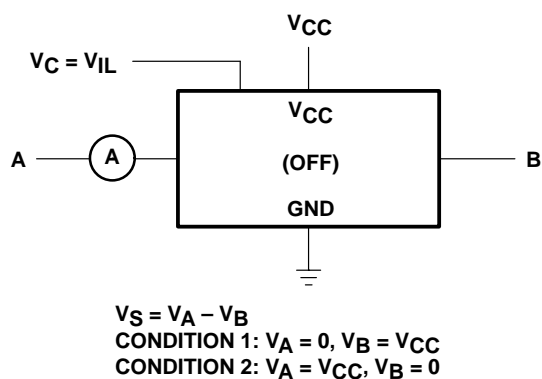 VCC
VC = VIL
VCC
A
A
(OFF)
B
GND
VS = VA – VB
CONDITION 1: VA = 0, VB = VCC
CONDITION 2: VA = VCC, VB = 0